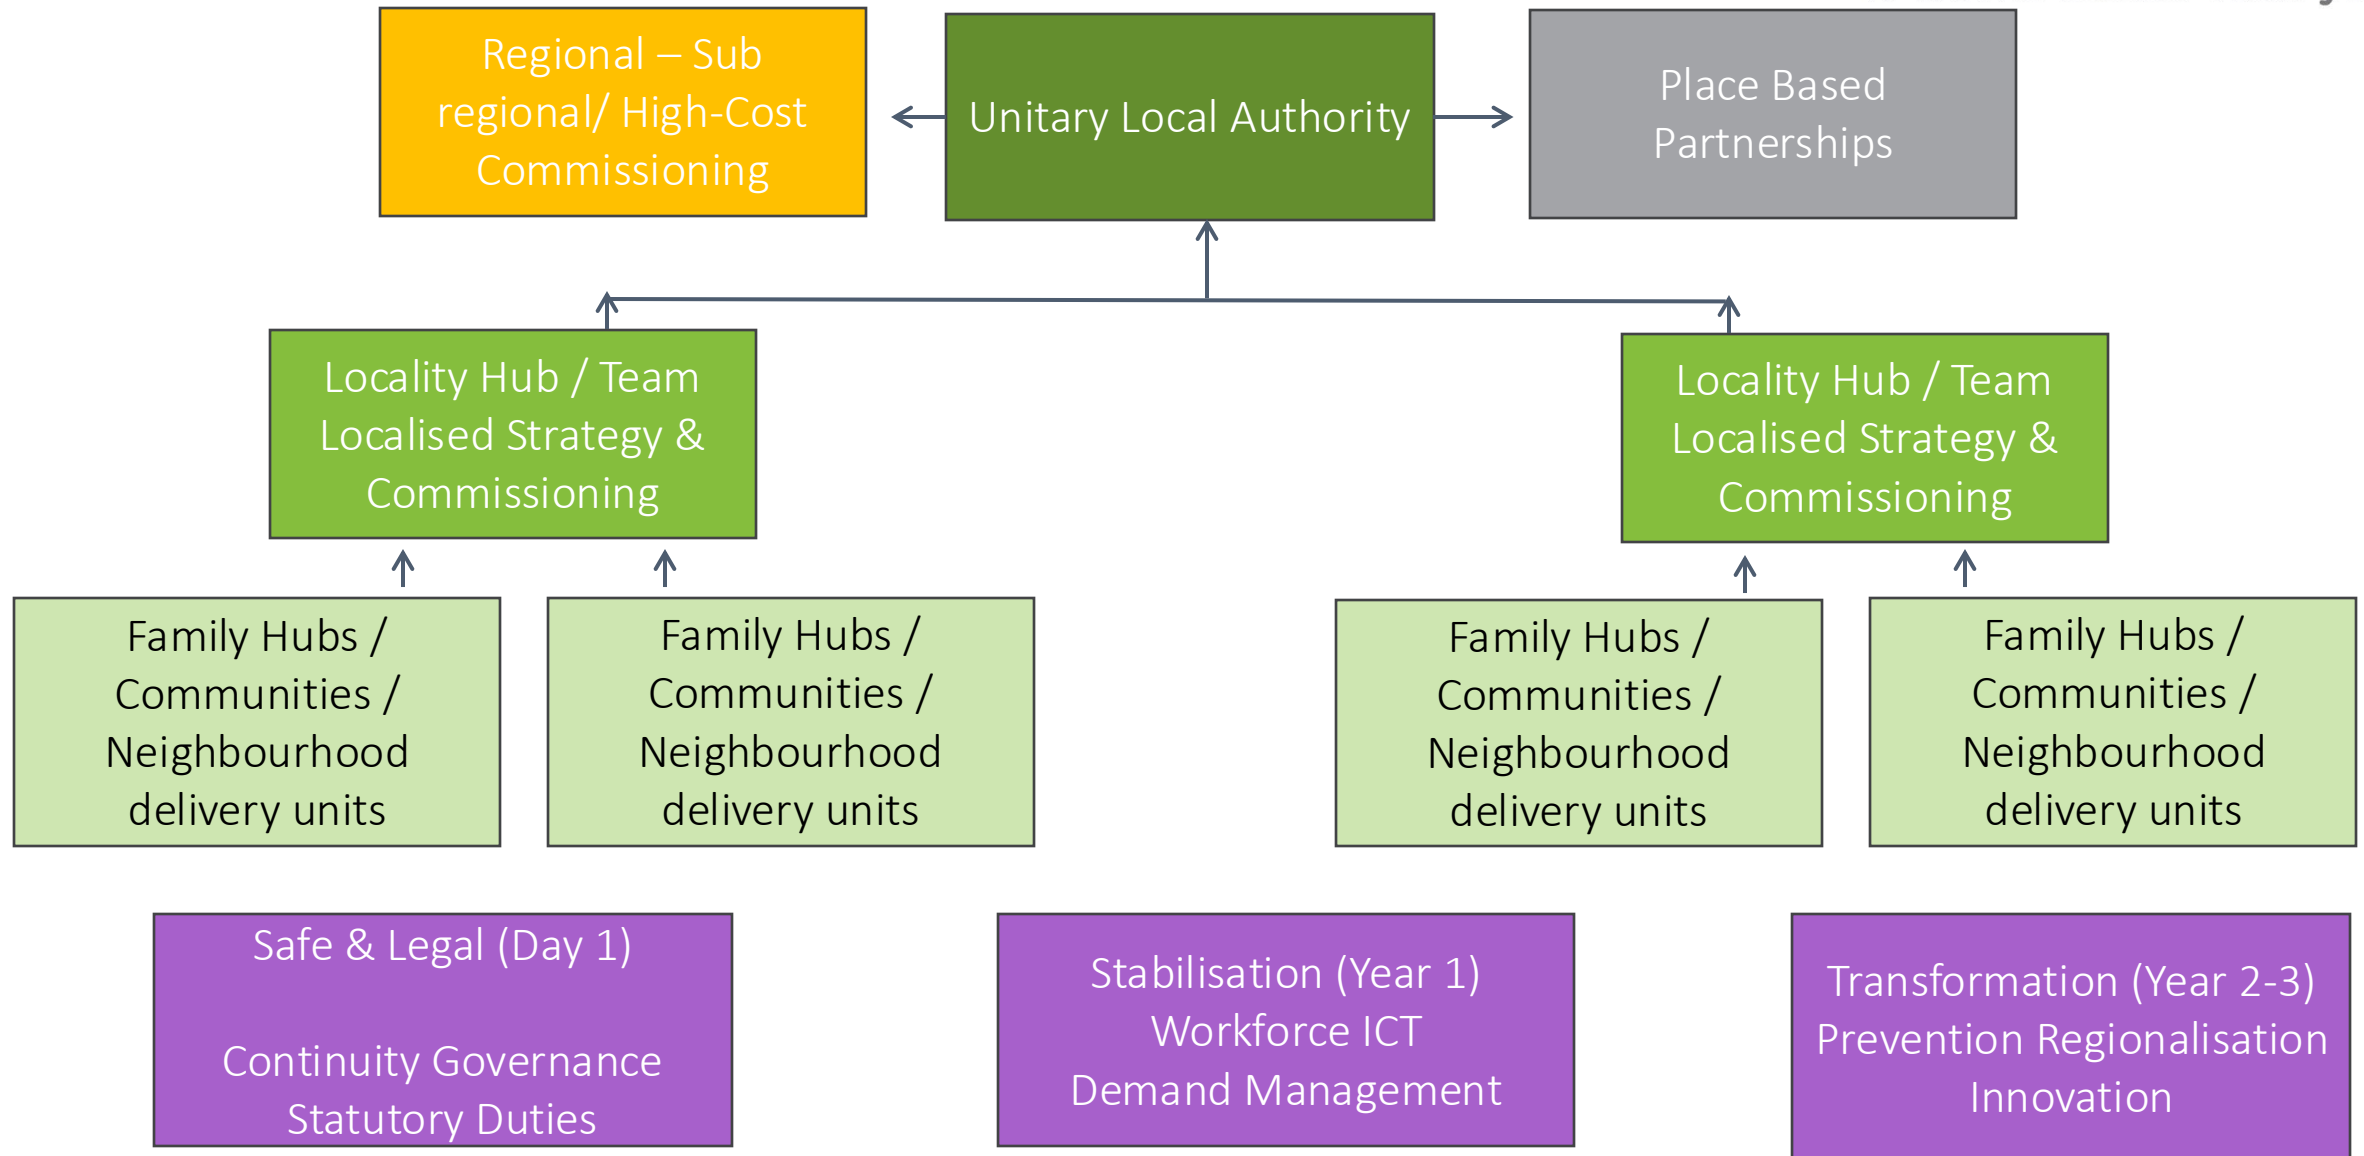 Regional – Sub
regional/ High-Cost
Commissioning
Unitary Local Authority
Place Based
Partnerships
Locality Hub / Team
Localised Strategy &
Commissioning
Locality Hub / Team
Localised Strategy &
Commissioning
Family Hubs /
Communities /
Neighbourhood
delivery units
Family Hubs /
Communities /
Neighbourhood
delivery units
Family Hubs /
Communities /
Neighbourhood
delivery units
Family Hubs /
Communities /
Neighbourhood
delivery units
Safe & Legal (Day 1)
Continuity Governance
Statutory Duties
Stabilisation (Year 1)
Workforce ICT
Demand Management
Transformation (Year 2-3)
Prevention Regionalisation
Innovation